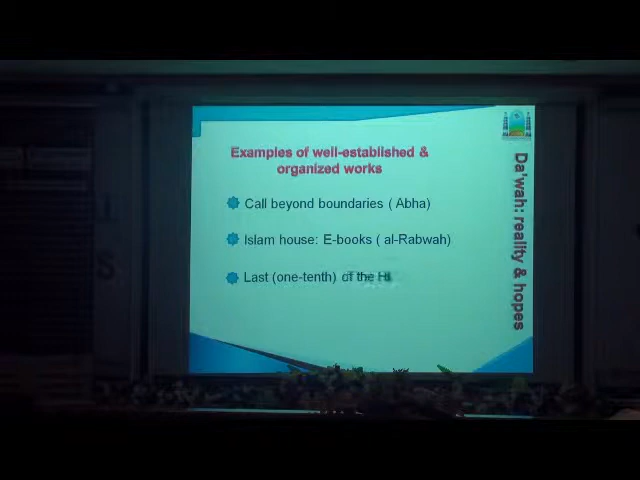 Examples of well-established &
organized works
Call beyond boundaries ( Abha)
Islam house: E-books ( al-Rabwah)
Last (one-tenth) of the
Da'wah: reality & hopes